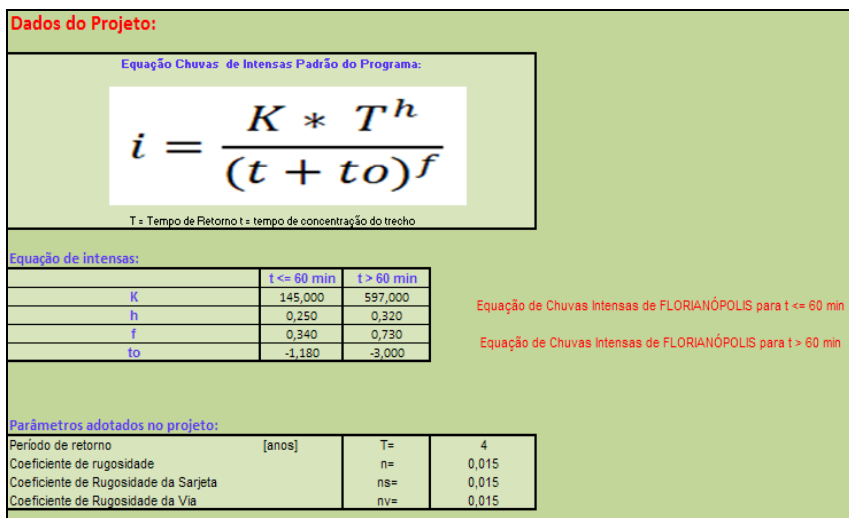 Dados do Projeto:
Equação Chuvas de Intensas Padrão do Programa:
i = K * T^h / (t + to)^f
T = Tempo de Retorno t = tempo de concentração do trecho
Equação de intensas:
t <= 60 min t > 60 min
K 145,000 597,000
h 0,250 0,320
f 0,340 0,730
to -1,180 -3,000
Equação de Chuvas Intensas de FLORIANÓPOLIS para t <= 60 min
Equação de Chuvas Intensas de FLORIANÓPOLIS para t > 60 min
Parâmetros adotados no projeto:
Período de retorno [anos] T= 4
Coeficiente de rugosidade n= 0,015
Coeficiente de Rugosidade da Sarjeta ns= 0,015
Coeficiente de Rugosidade da Via nv= 0,015